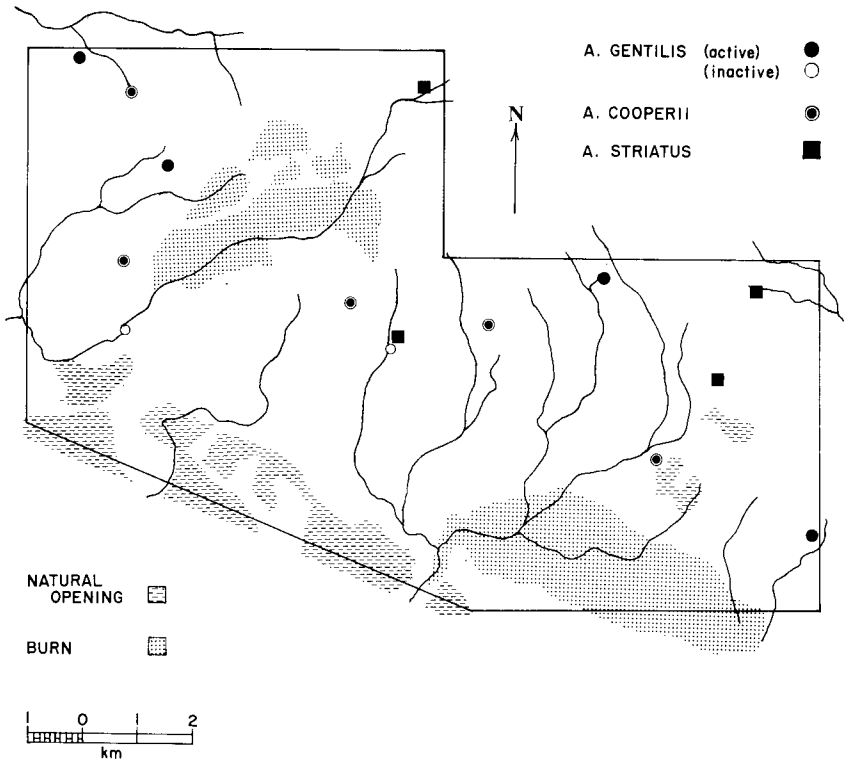 A. GENTILIS (active)
(inactive)
A. COOPERII
A. STRIATUS
N
NATURAL
OPENING
BURN
1 0 1 2
km